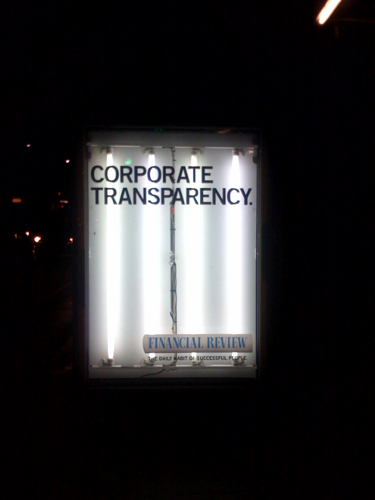 CORPORATE
TRANSPARENCY.
FINANCIAL REVIEW
THE DAILY HABIT OF SUCCESSFUL PEOPLE.